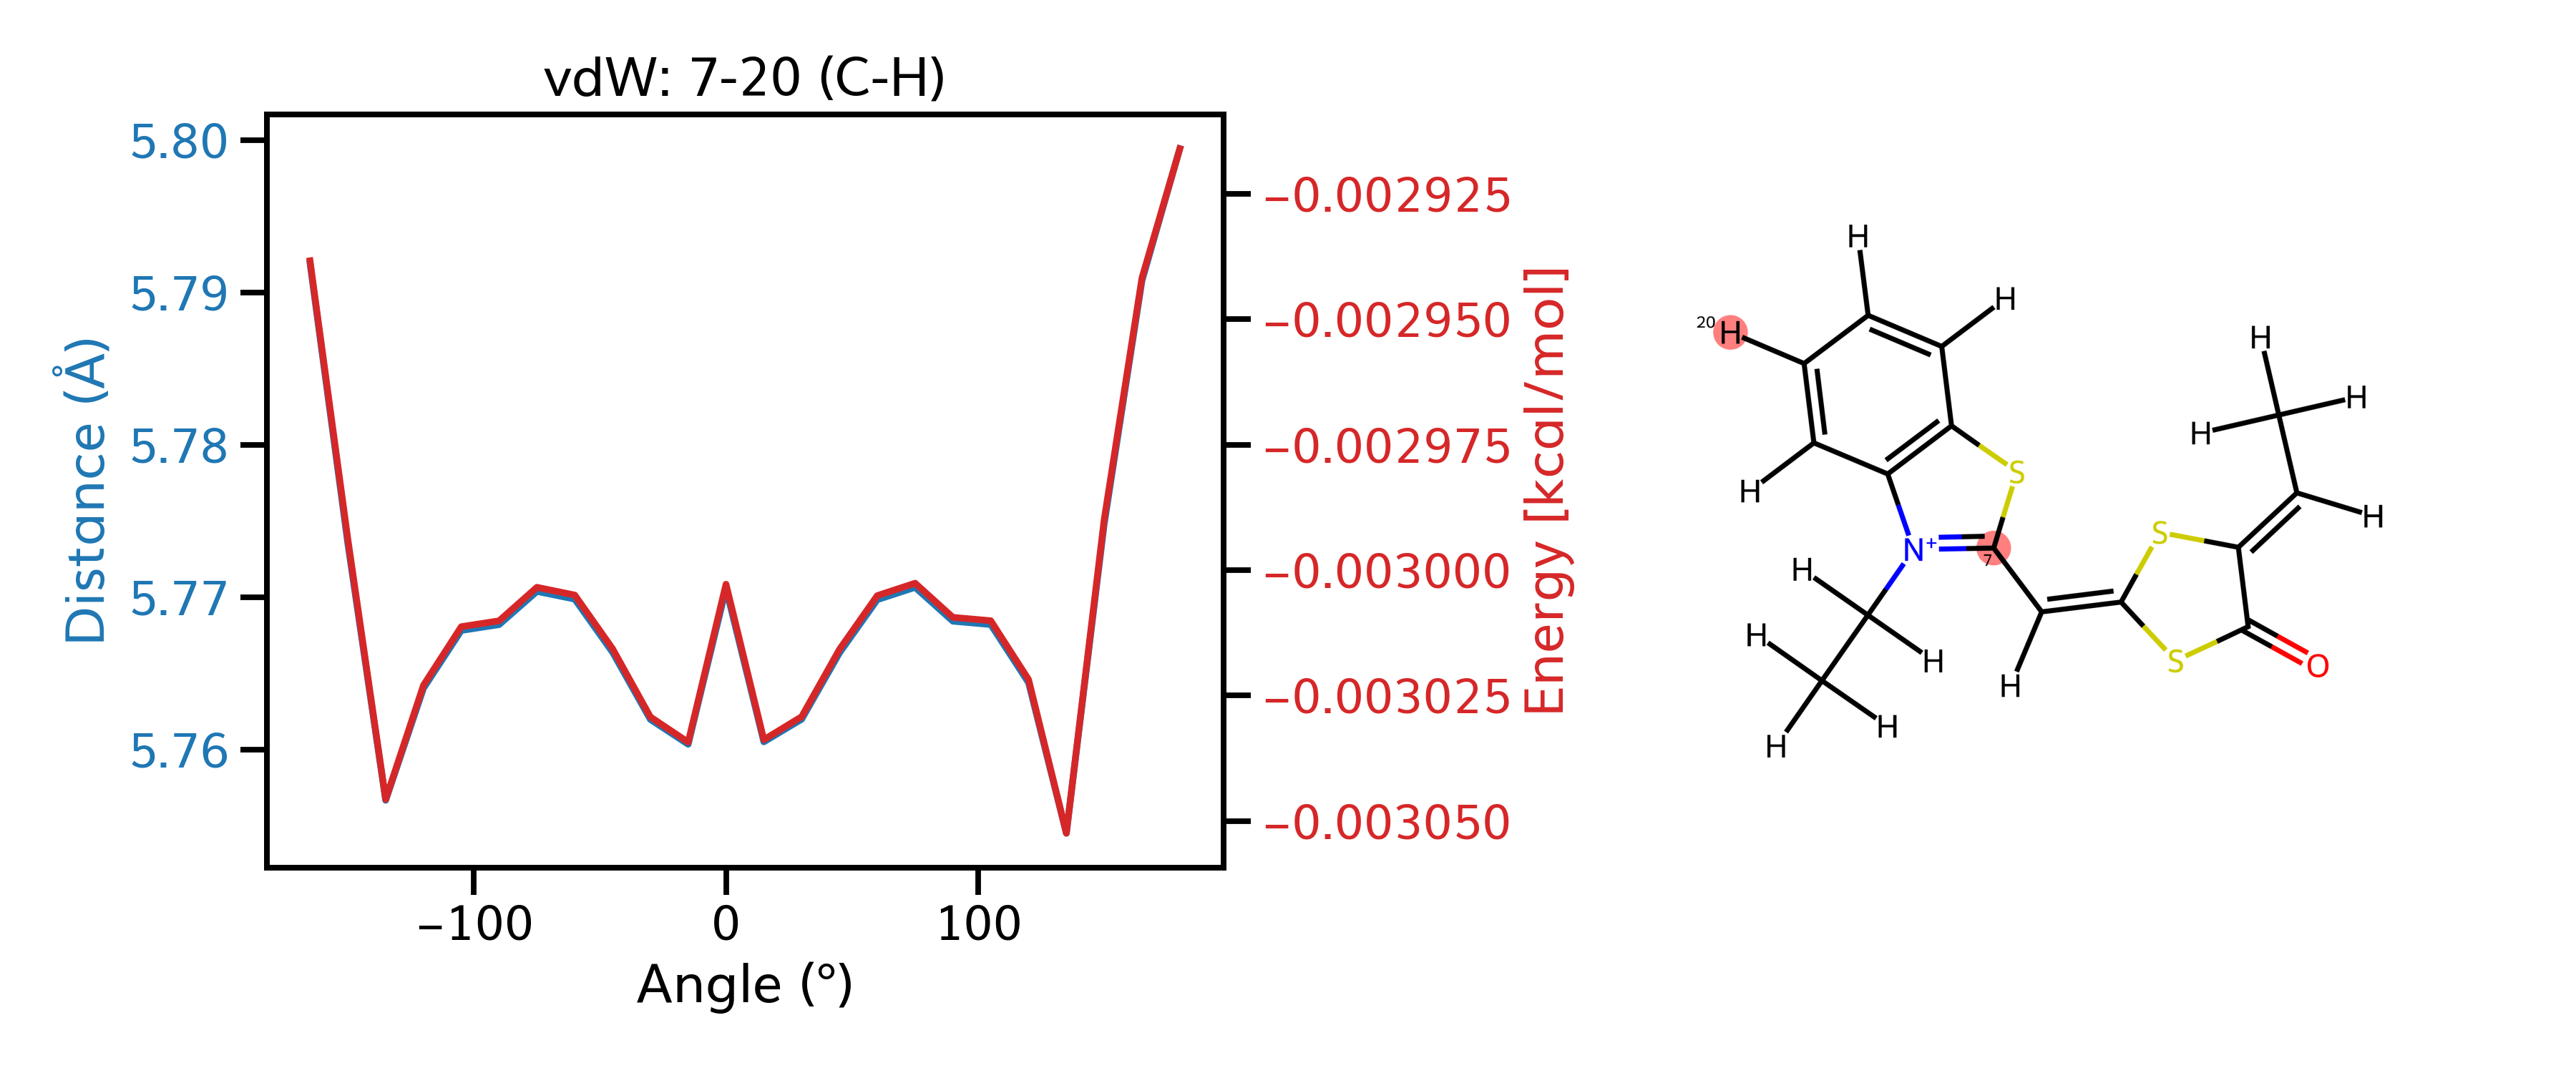 vdW: 7-20 (C-H)
5.80
5.79
5.78
5.77
5.76
Distance (Å)
−0.002925
−0.002950
−0.002975
−0.003000
−0.003025
−0.003050
Energy [kcal/mol]
−100
0
100
Angle (°)
H
H
20
H
H
H
H
H
S
H
S
H
N+
7
H
H
H
S
O
H
H
H